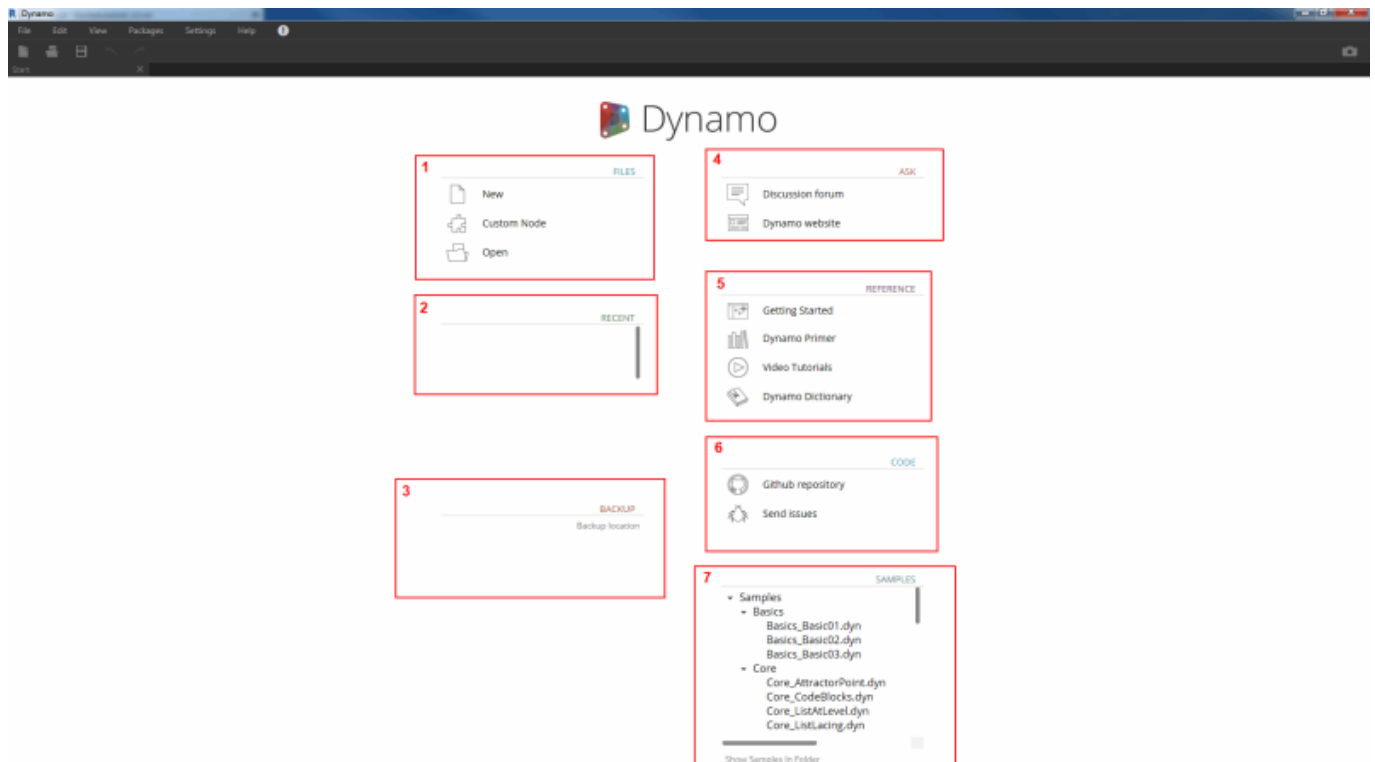 Dynamo
File Edit View Packages Settings Help
Start
Dynamo
1
FILES
New
Custom Node
Open
2
RECENT
3
BACKUP
Backup location
4
ASK
Discussion forum
Dynamo website
5
REFERENCE
Getting Started
Dynamo Primer
Video Tutorials
Dynamo Dictionary
6
CODE
Github repository
Send issues
7
SAMPLES
Samples
Basics
Basics_Basic01.dyn
Basics_Basic02.dyn
Basics_Basic03.dyn
Core
Core_AttractorPoint.dyn
Core_CodeBlocks.dyn
Core_ListAtLevel.dyn
Core_ListLacing.dyn
Show Samples In Folder